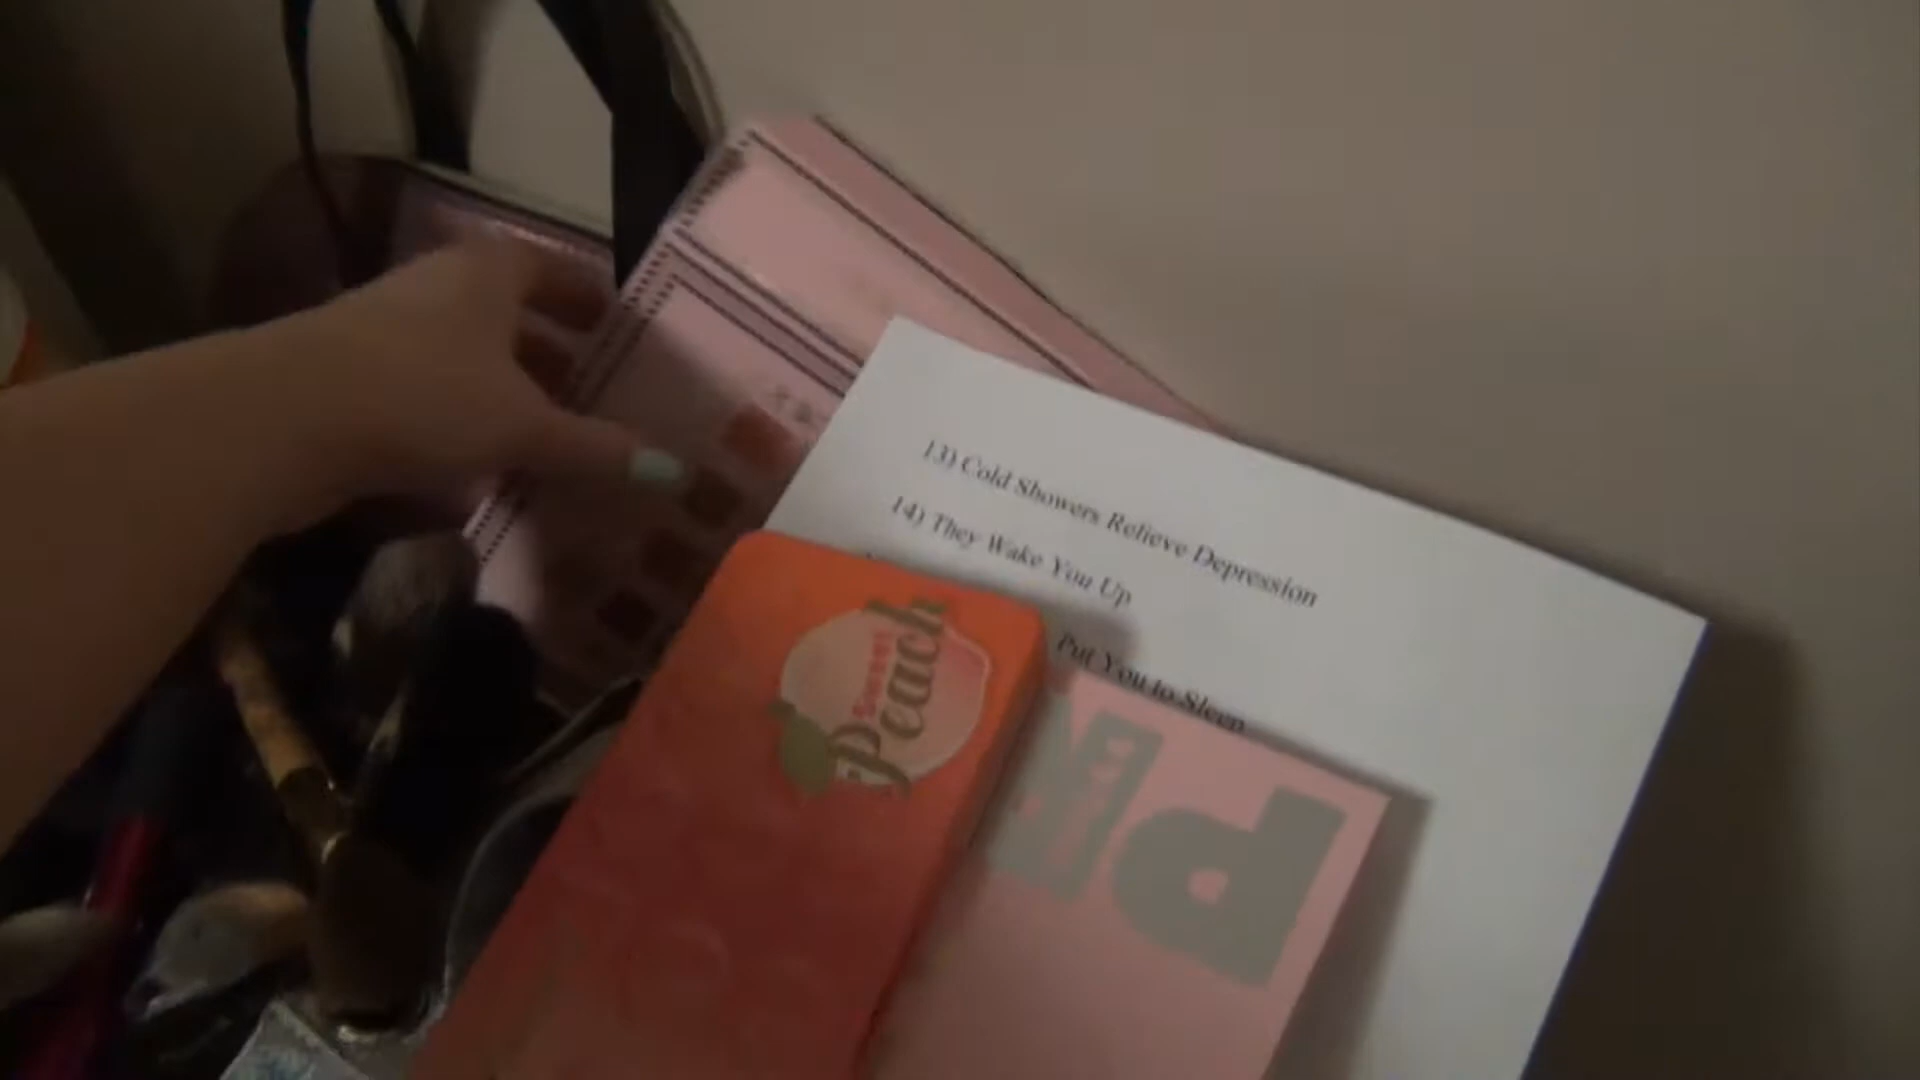 13) Cold Showers Relieve Depression
14) They Wake You Up
Put You to Sleep
Sweet
Peach